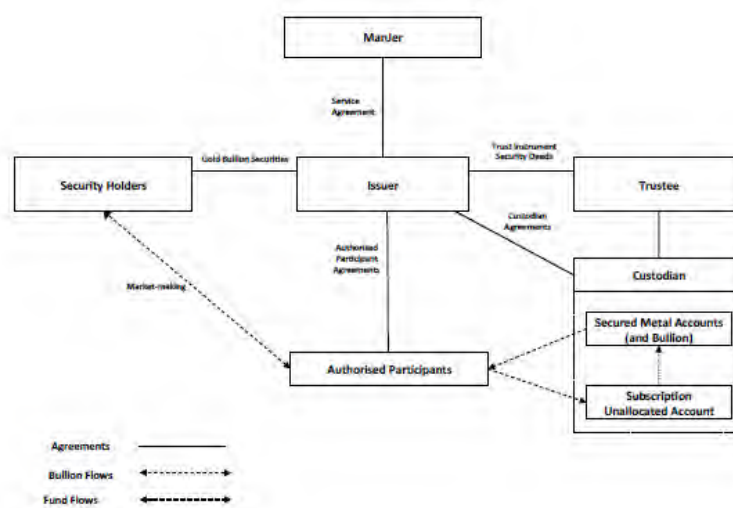 ManJer
Service
Agreement
Gold Bullion Securities
Trust Instrument
Security Deeds
Security Holders
Issuer
Trustee
Custodian
Agreements
Authorised
Participant
Agreements
Custodian
Market-making
Secured Metal Accounts
(and Bullion)
Authorised Participants
Subscription
Unallocated Account
Agreements
Bullion Flows
Fund Flows